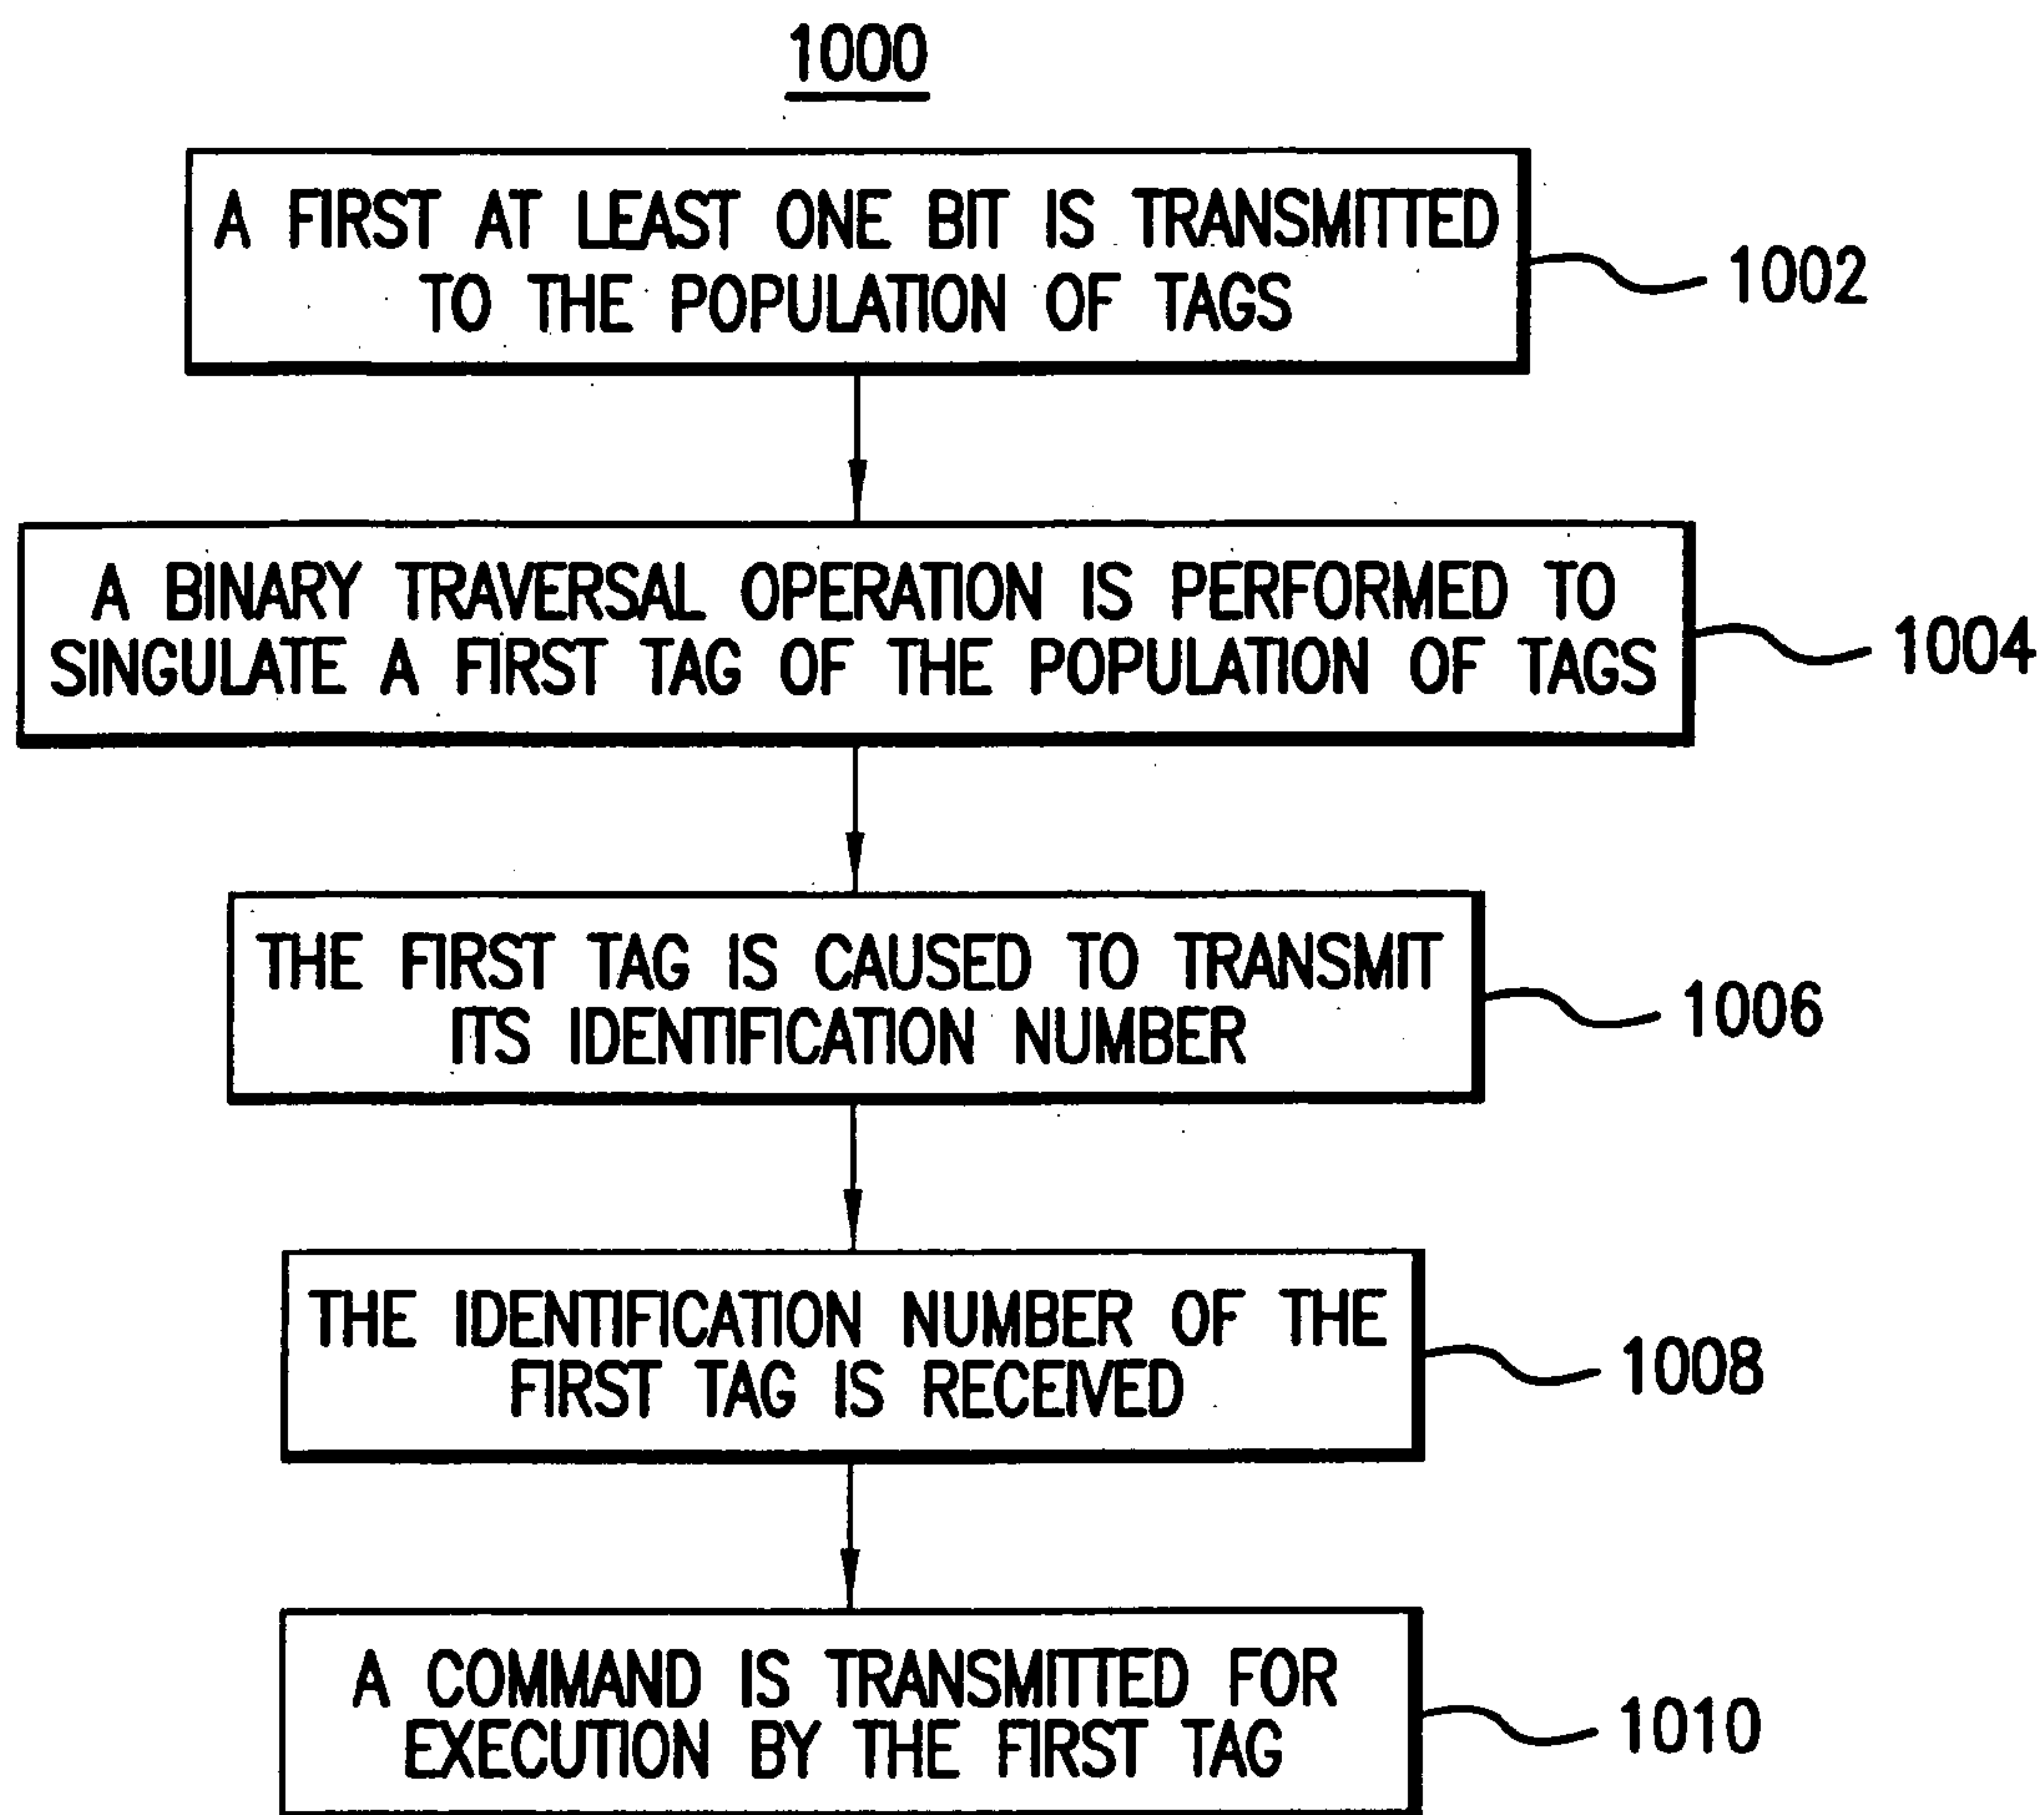 1000
A FIRST AT LEAST ONE BIT IS TRANSMITTED
TO THE POPULATION OF TAGS
1002
A BINARY TRAVERSAL OPERATION IS PERFORMED TO
SINGULATE A FIRST TAG OF THE POPULATION OF TAGS
1004
THE FIRST TAG IS CAUSED TO TRANSMIT
ITS IDENTIFICATION NUMBER
1006
THE IDENTIFICATION NUMBER OF THE
FIRST TAG IS RECEIVED
1008
A COMMAND IS TRANSMITTED FOR
EXECUTION BY THE FIRST TAG
1010